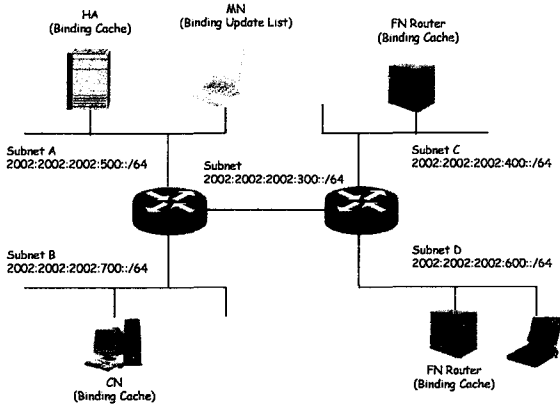 HA
(Binding Cache)
MN
(Binding Update List)
FN Router
(Binding Cache)
Subnet A
2002:2002:2002:500::/64
Subnet
2002:2002:2002:300::/64
Subnet C
2002:2002:2002:400::/64
Subnet B
2002:2002:2002:700::/64
Subnet D
2002:2002:2002:600::/64
CN
(Binding Cache)
FN Router
(Binding Cache)